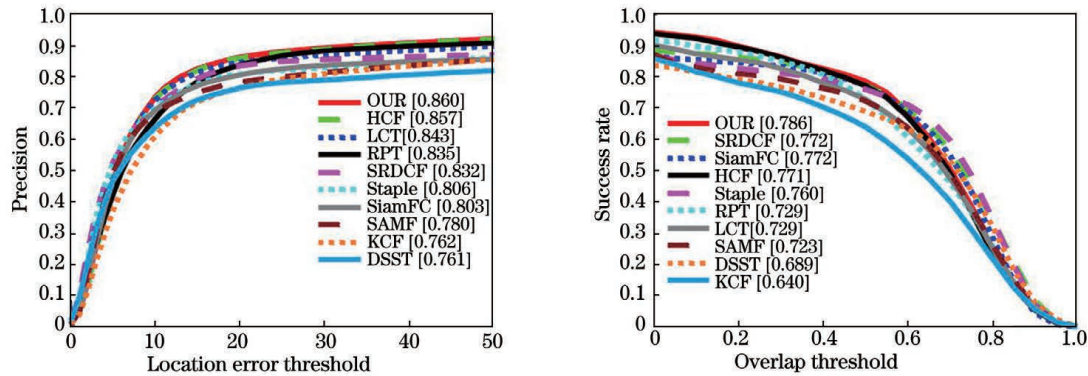 1.0
0.9
0.8
0.7
0.6
0.5
0.4
0.3
0.2
0.1
0
Precision
OUR [0.860]
HCF [0.857]
LCT[0.843]
RPT [0.835]
SRDCF [0.832]
Staple [0.806]
SiamFC [0.803]
SAMF [0.780]
KCF [0.762]
DSST [0.761]
0 10 20 30 40 50
Location error threshold
1.0
0.9
0.8
0.7
0.6
0.5
0.4
0.3
0.2
0.1
0
Success rate
OUR [0.786]
SRDCF [0.772]
SiamFC [0.772]
HCF [0.771]
Staple [0.760]
RPT [0.729]
LCT[0.729]
SAMF [0.723]
DSST [0.689]
KCF [0.640]
0 0.2 0.4 0.6 0.8 1.0
Overlap threshold